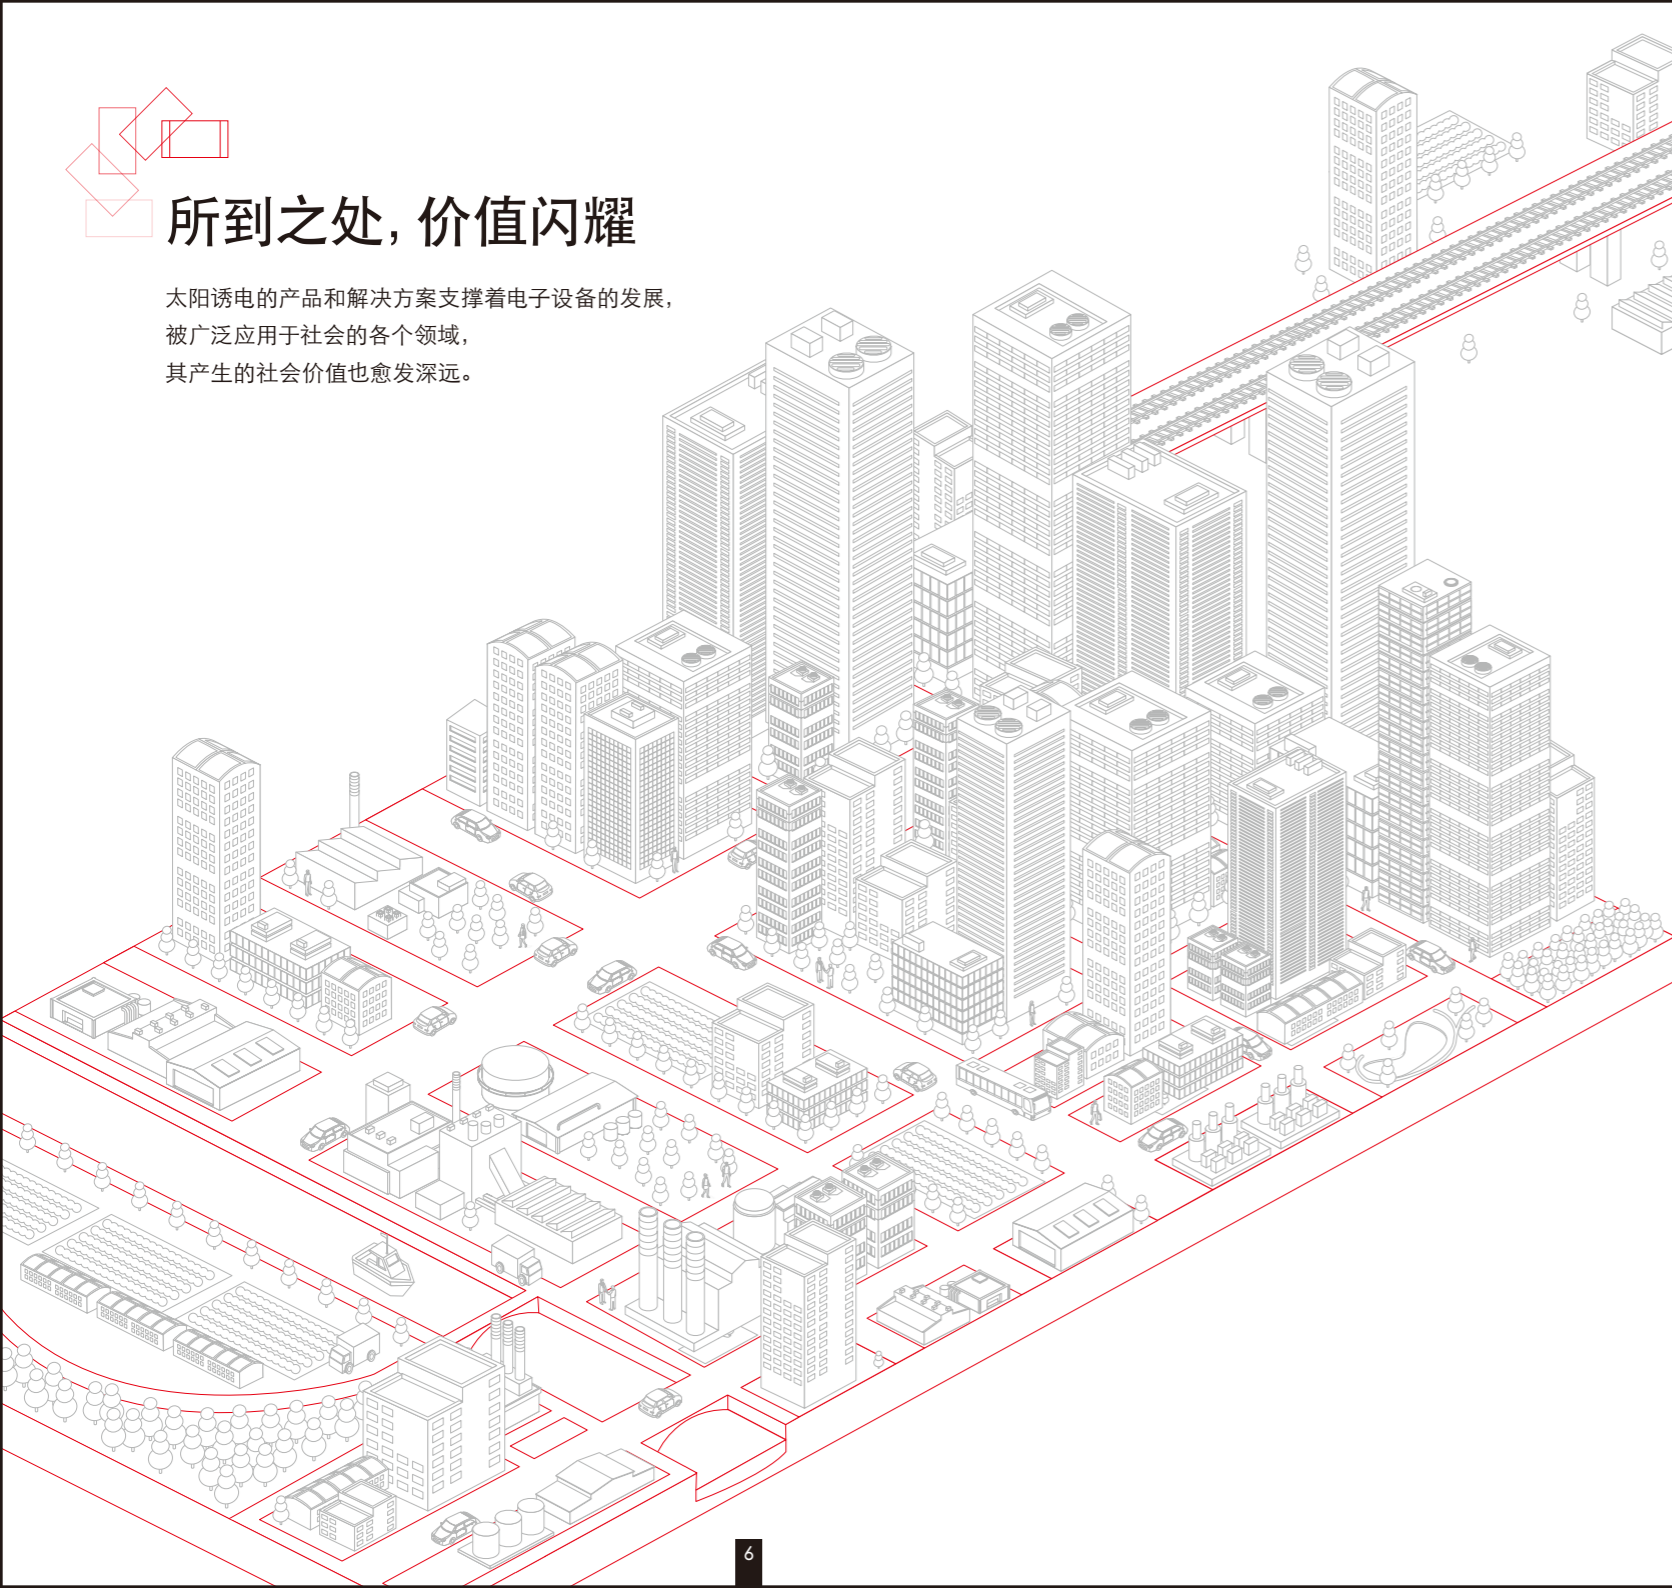 所到之处, 价值闪耀
太阳诱电的产品和解决方案支撑着电子设备的发展,
被广泛应用于社会的各个领域,
其产生的社会价值也愈发深远。
6